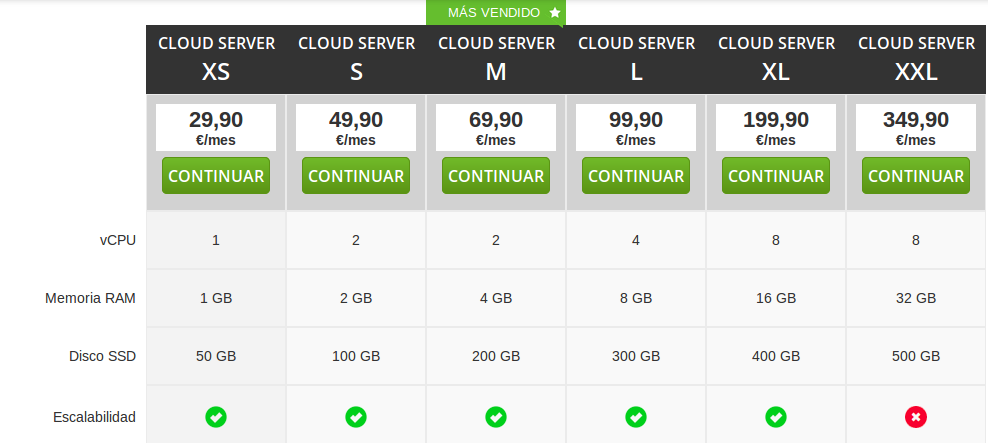 MÁS VENDIDO
CLOUD SERVER CLOUD SERVER CLOUD SERVER CLOUD SERVER CLOUD SERVER CLOUD SERVER
XS S M L XL XXL
29,90 49,90 69,90 99,90 199,90 349,90
€/mes €/mes €/mes €/mes €/mes €/mes
CONTINUAR CONTINUAR CONTINUAR CONTINUAR CONTINUAR CONTINUAR
vCPU 1 2 2 4 8 8
Memoria RAM 1 GB 2 GB 4 GB 8 GB 16 GB 32 GB
Disco SSD 50 GB 100 GB 200 GB 300 GB 400 GB 500 GB
Escalabilidad